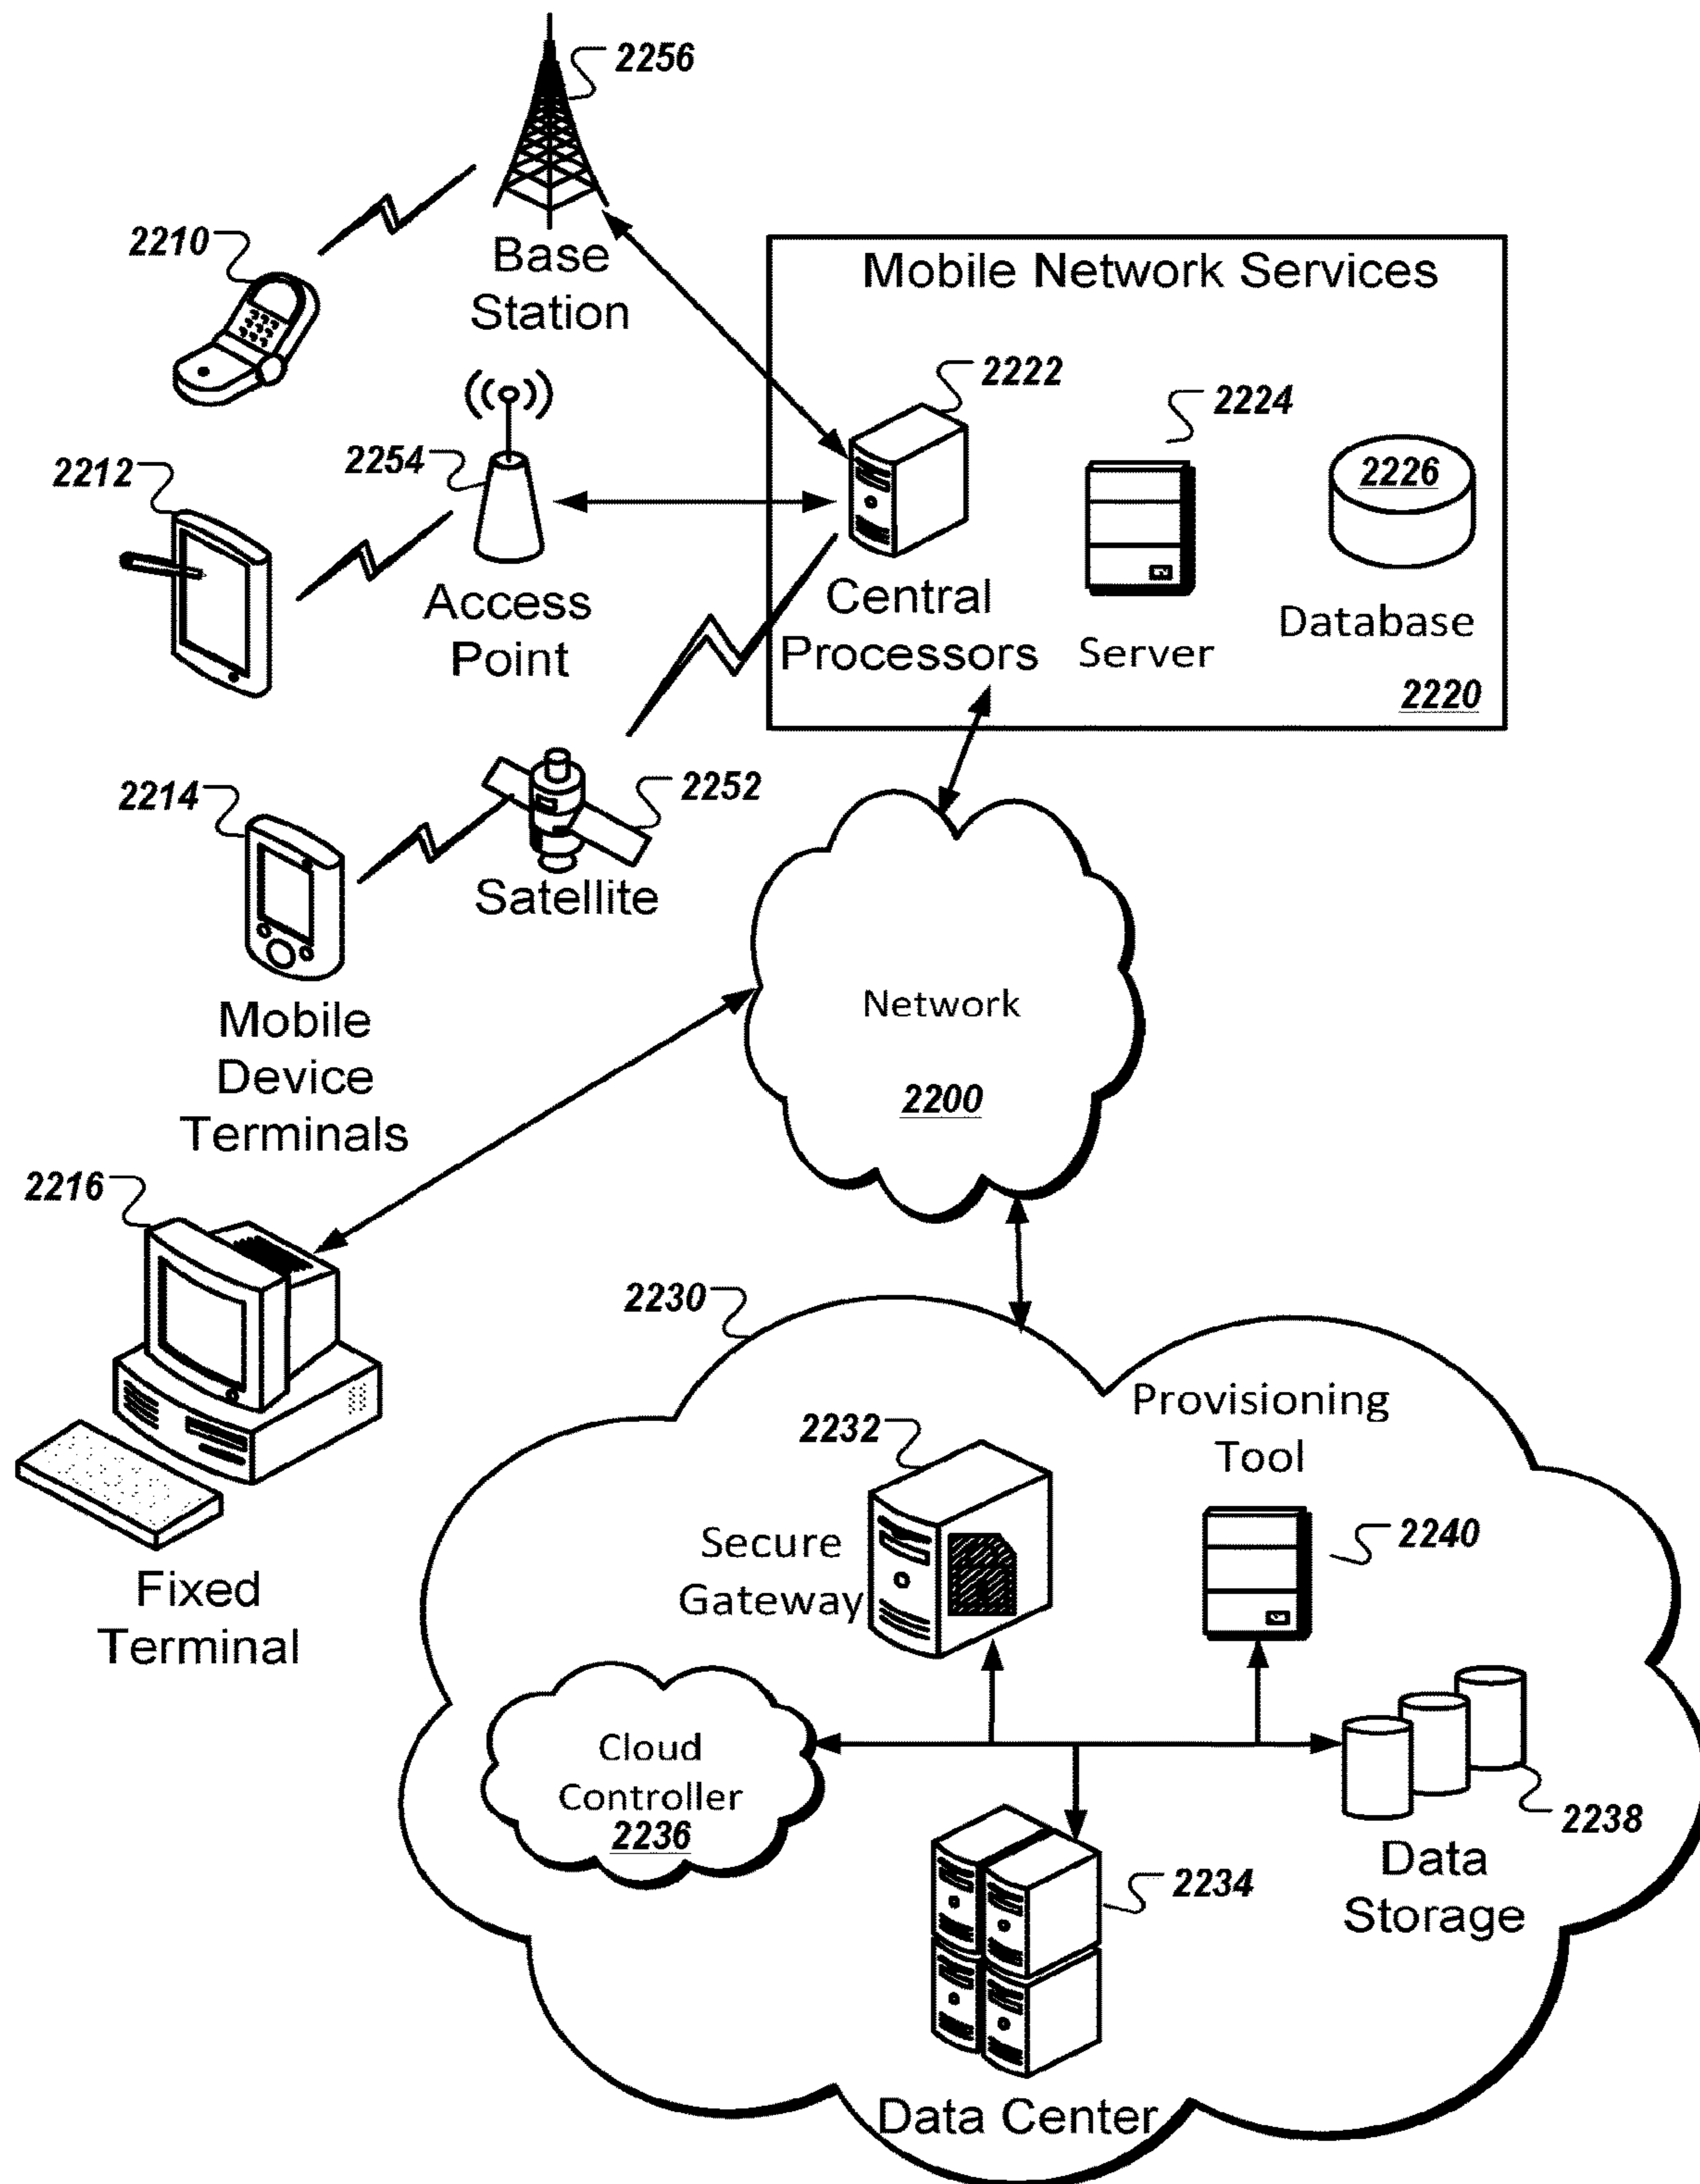 2256
2210
Base
Station
Mobile Network Services
2222
2224
2226
2254
2212
Access
Point
Central
Processors
Server
Database
2220
2214
2252
Satellite
Mobile
Device
Terminals
Network
2200
2216
Fixed
Terminal
2230
Provisioning
Tool
2232
2240
Secure
Gateway
Cloud
Controller
2236
2238
Data
Storage
2234
Data Center